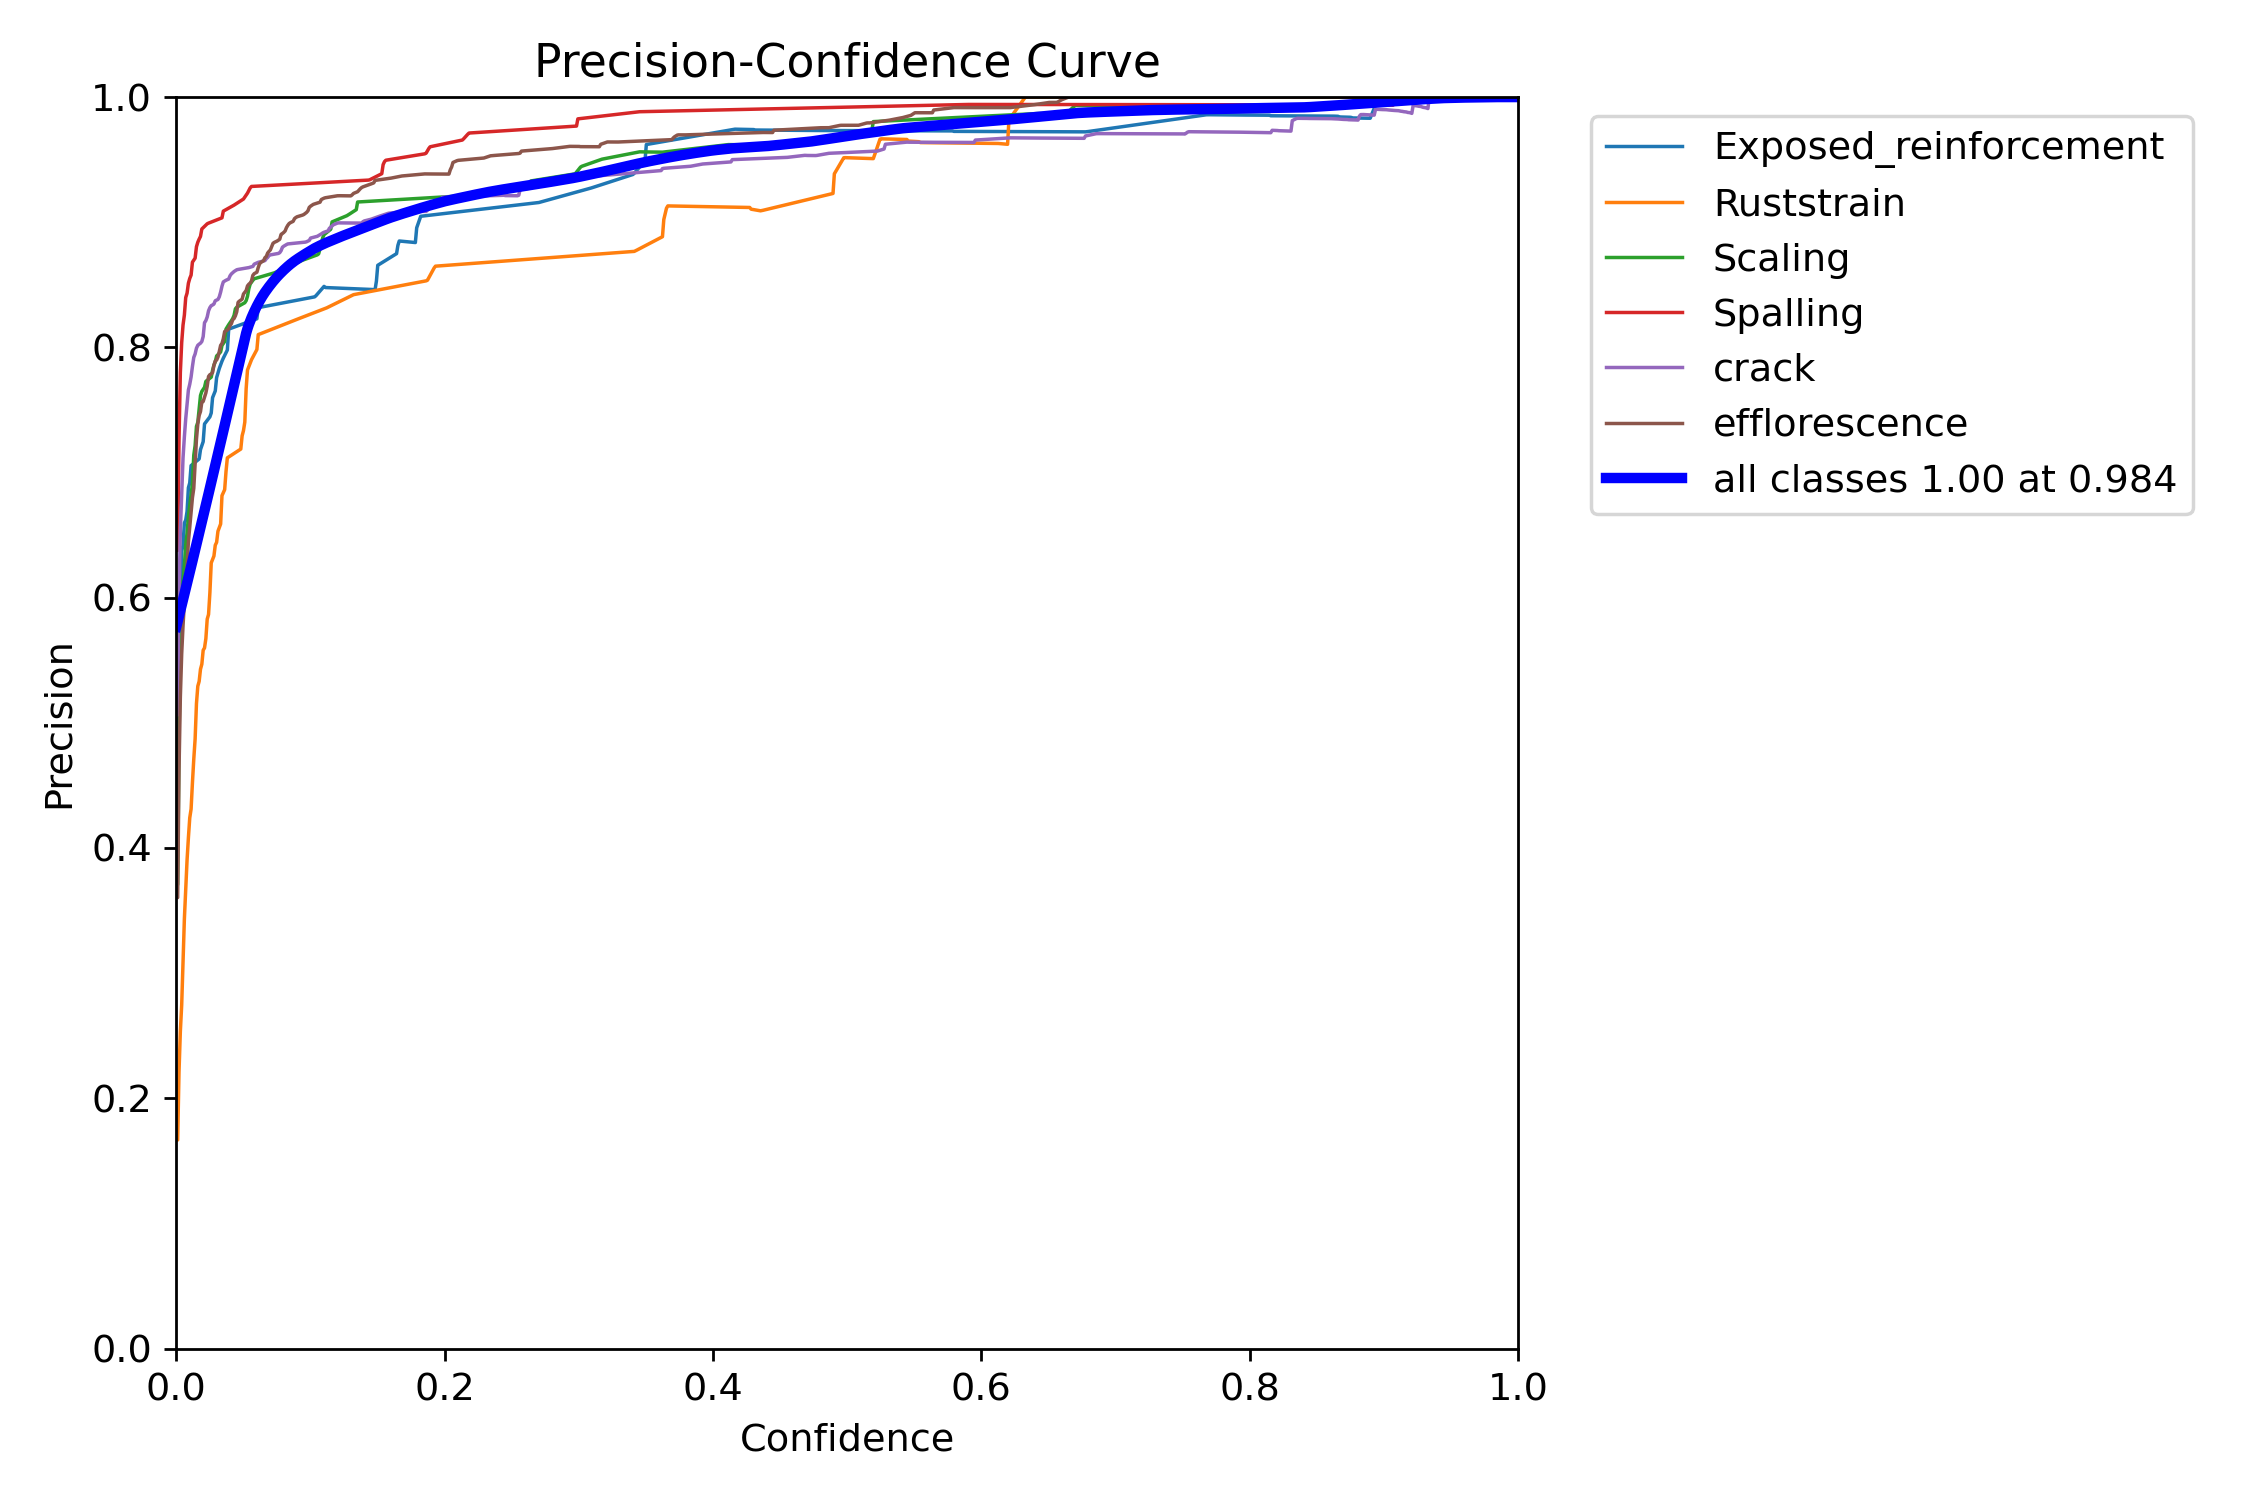 Precision-Confidence Curve
1.0
0.8
0.6
0.4
0.2
0.0
Precision
0.0 0.2 0.4 0.6 0.8 1.0
Confidence
Exposed_reinforcement
Ruststrain
Scaling
Spalling
crack
efflorescence
all classes 1.00 at 0.984